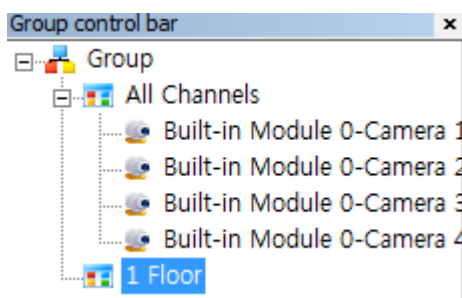 Group control bar
Group
All Channels
Built-in Module 0-Camera 1
Built-in Module 0-Camera 2
Built-in Module 0-Camera 3
Built-in Module 0-Camera 4
1 Floor